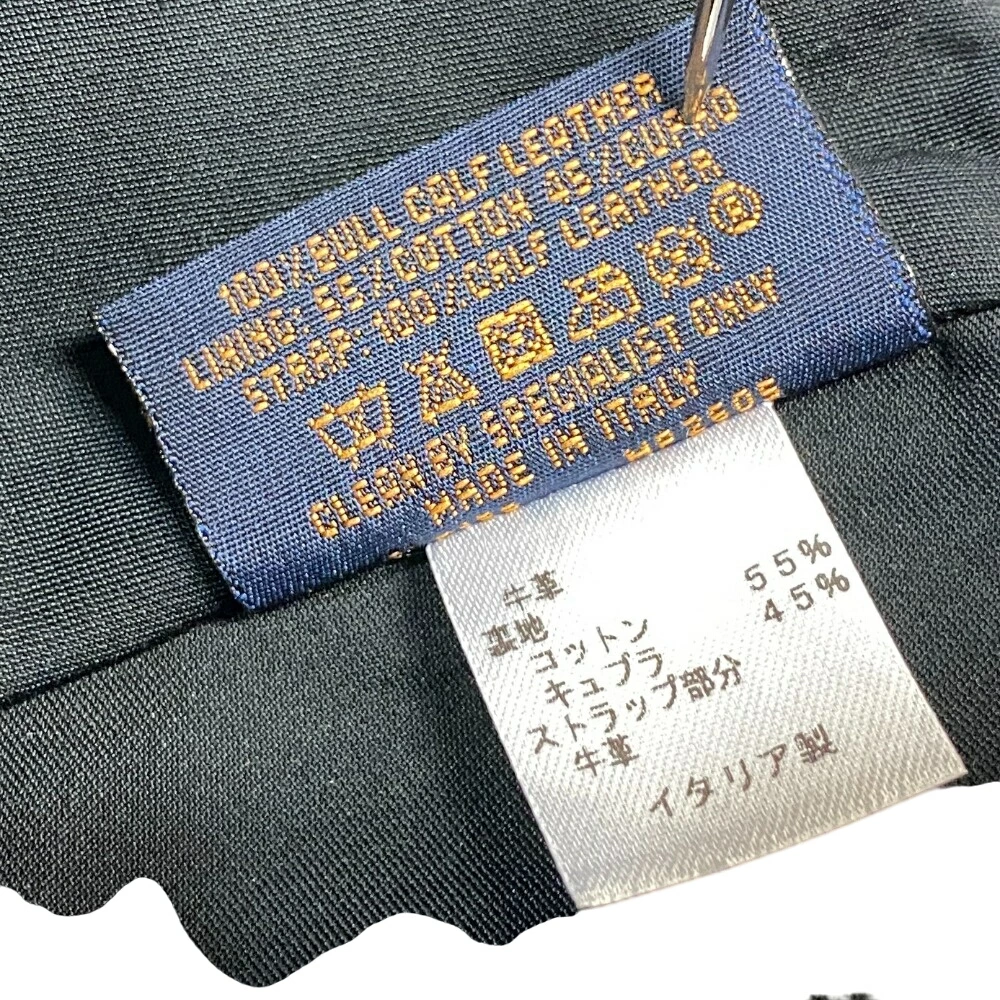 100%BULL CALF LEATHER
LINING: 55%COTTON 45%CUPRO
STRAP: 100%CALF LEATHER
CLEAN BY SPECIALIST ONLY
MADE IN ITALY
牛革
裏地
コットン 55%
キュプラ 45%
ストラップ部分
牛革
イタリア製